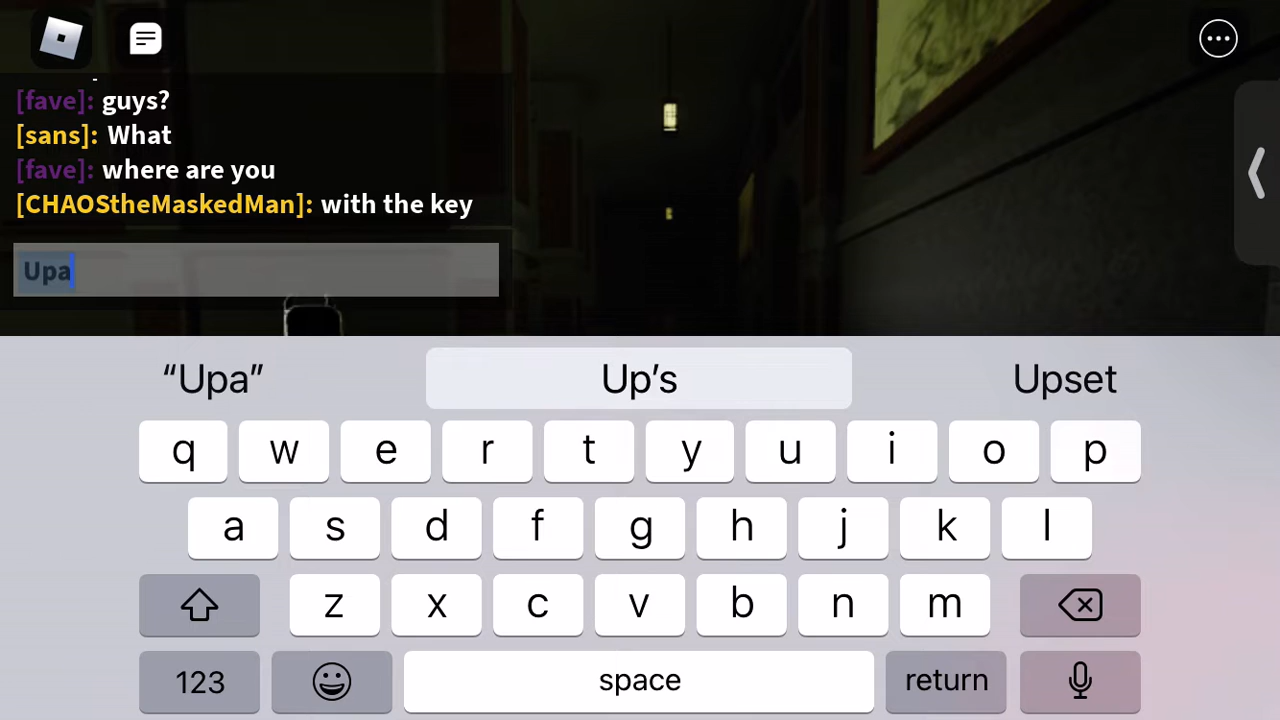 [fave]: guys?
[sans]: What
[fave]: where are you
[CHAOStheMaskedMan]: with the key
Upa
“Upa” Up’s Upset
q w e r t y u i o p
a s d f g h j k l
z x c v b n m
123 space return